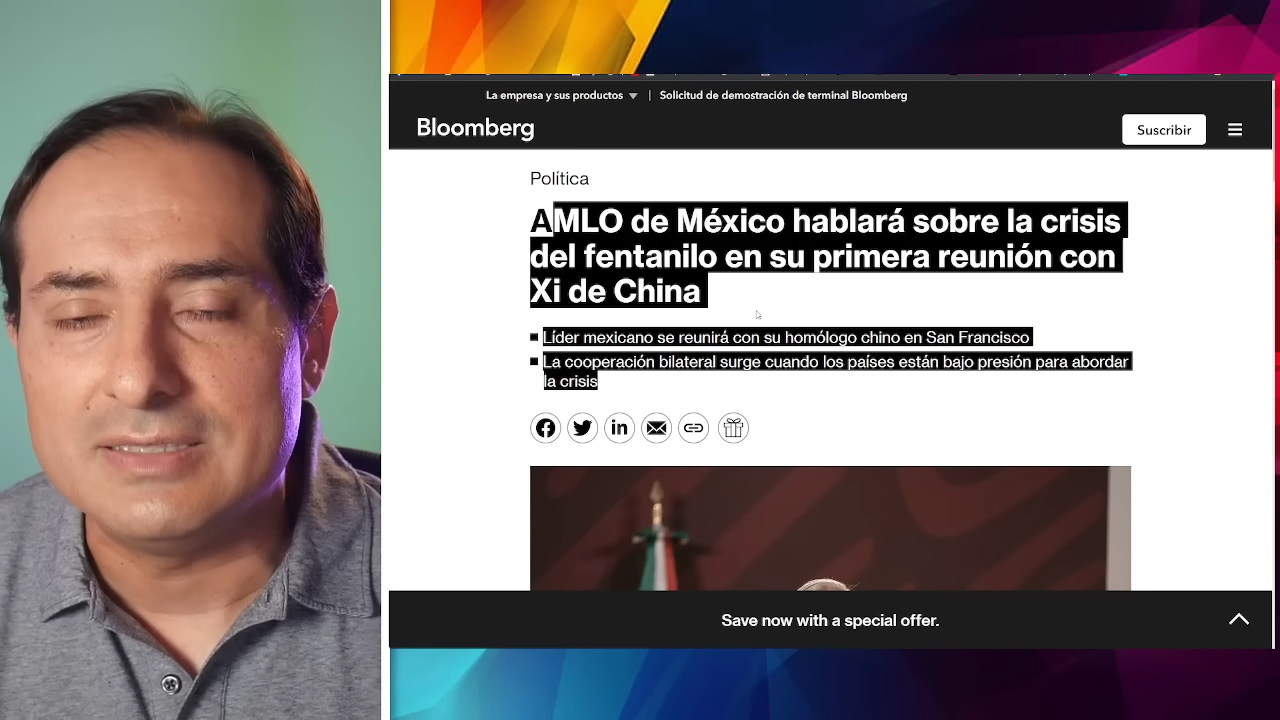 La empresa y sus productos
Solicitud de demostración de terminal Bloomberg
Bloomberg
Suscribir
Política
AMLO de México hablará sobre la crisis
del fentanilo en su primera reunión con
Xi de China
Líder mexicano se reunirá con su homólogo chino en San Francisco
La cooperación bilateral surge cuando los países están bajo presión para abordar
la crisis
Save now with a special offer.